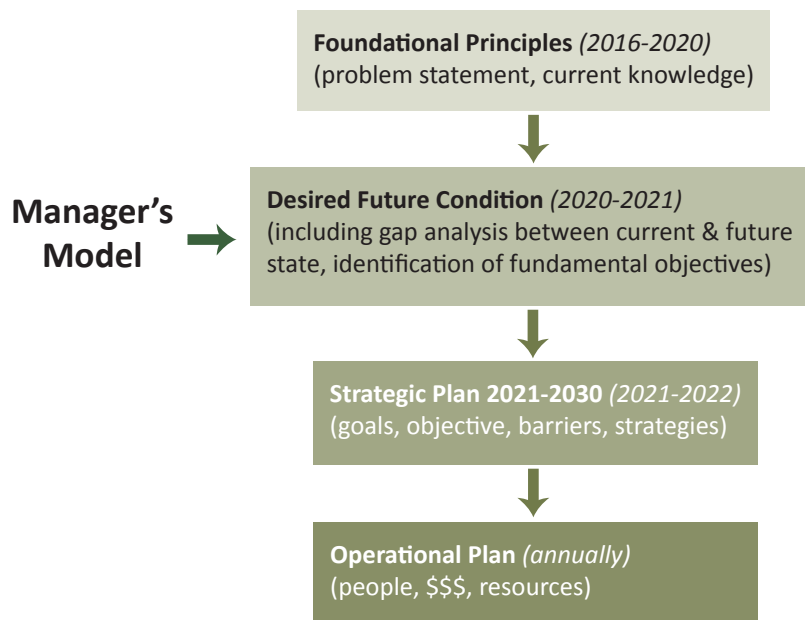 Foundational Principles (2016-2020)
(problem statement, current knowledge)
Manager's
Model
Desired Future Condition (2020-2021)
(including gap analysis between current & future
state, identification of fundamental objectives)
Strategic Plan 2021-2030 (2021-2022)
(goals, objective, barriers, strategies)
Operational Plan (annually)
(people, $$$, resources)